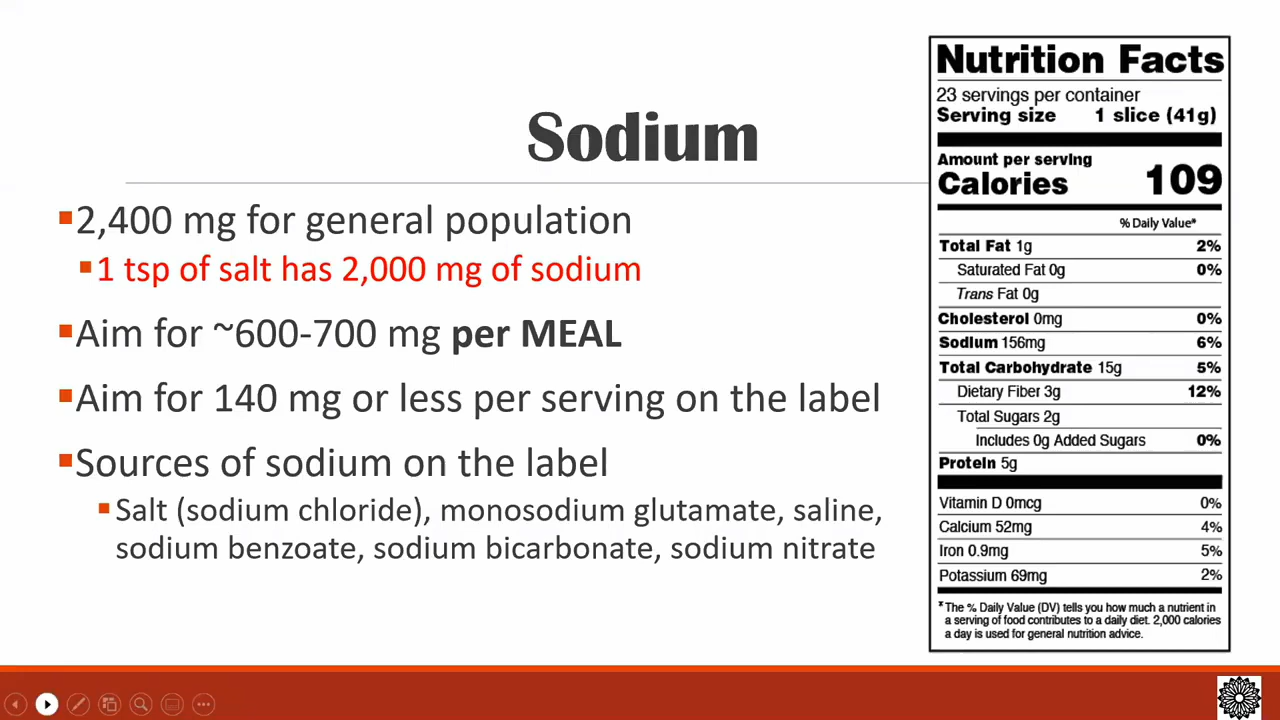 Sodium
2,400 mg for general population
1 tsp of salt has 2,000 mg of sodium
Aim for ~600-700 mg per MEAL
Aim for 140 mg or less per serving on the label
Sources of sodium on the label
Salt (sodium chloride), monosodium glutamate, saline,
sodium benzoate, sodium bicarbonate, sodium nitrate
Nutrition Facts
23 servings per container
Serving size 1 slice (41g)
Amount per serving
Calories 109
% Daily Value*
Total Fat 1g 2%
Saturated Fat 0g 0%
Trans Fat 0g
Cholesterol 0mg 0%
Sodium 156mg 6%
Total Carbohydrate 15g 5%
Dietary Fiber 3g 12%
Total Sugars 2g
Includes 0g Added Sugars 0%
Protein 5g
Vitamin D 0mcg 0%
Calcium 52mg 4%
Iron 0.9mg 5%
Potassium 69mg 2%
*The % Daily Value (DV) tells you how much a nutrient in
a serving of food contributes to a daily diet. 2,000 calories
a day is used for general nutrition advice.